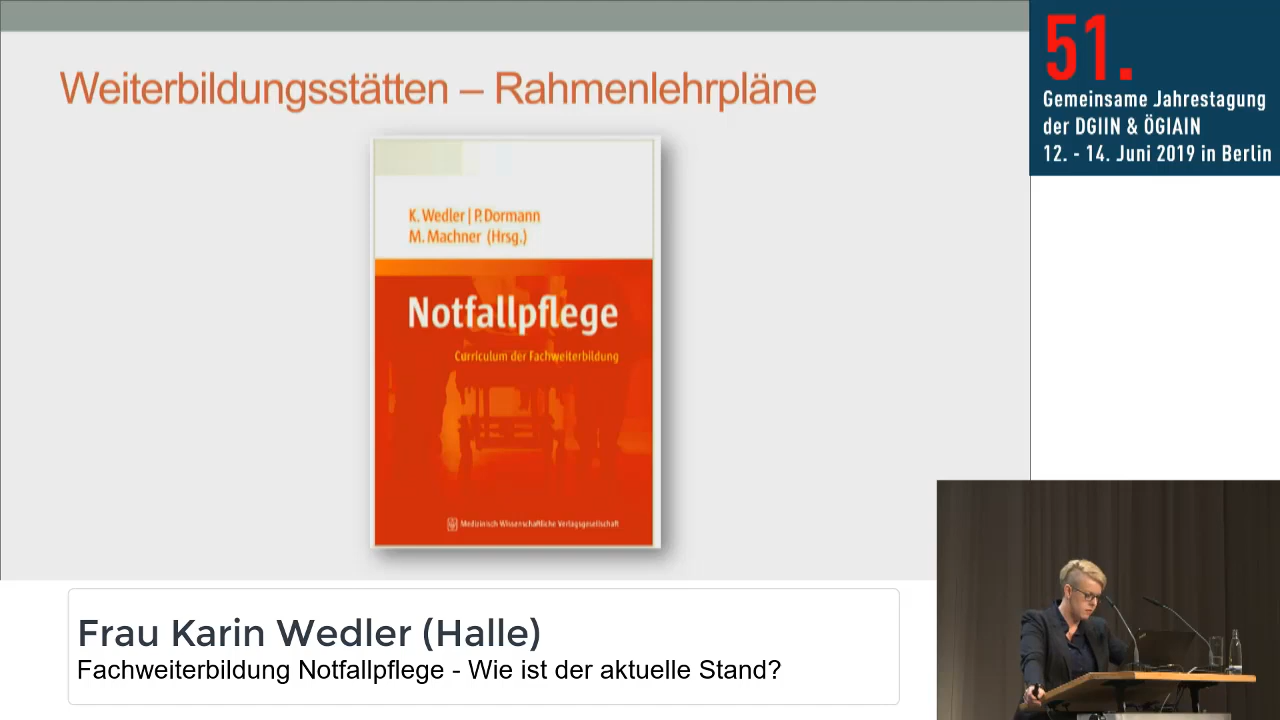 Weiterbildungsstätten – Rahmenlehrpläne
K. Wedler | P. Dormann
M. Machner (Hrsg.)
Notfallpflege
Curriculum der Fachweiterbildung
Medizinisch Wissenschaftliche Verlagsgesellschaft
51.
Gemeinsame Jahrestagung
der DGIIN & ÖGIAIN
12. - 14. Juni 2019 in Berlin
Frau Karin Wedler (Halle)
Fachweiterbildung Notfallpflege - Wie ist der aktuelle Stand?